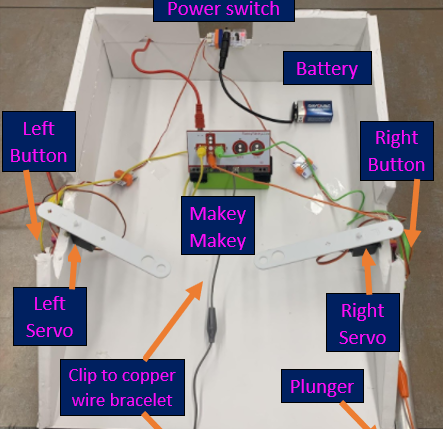 Power switch
Battery
Left
Button
Right
Button
Makey
Makey
Left
Servo
Right
Servo
Clip to copper
wire bracelet
Plunger